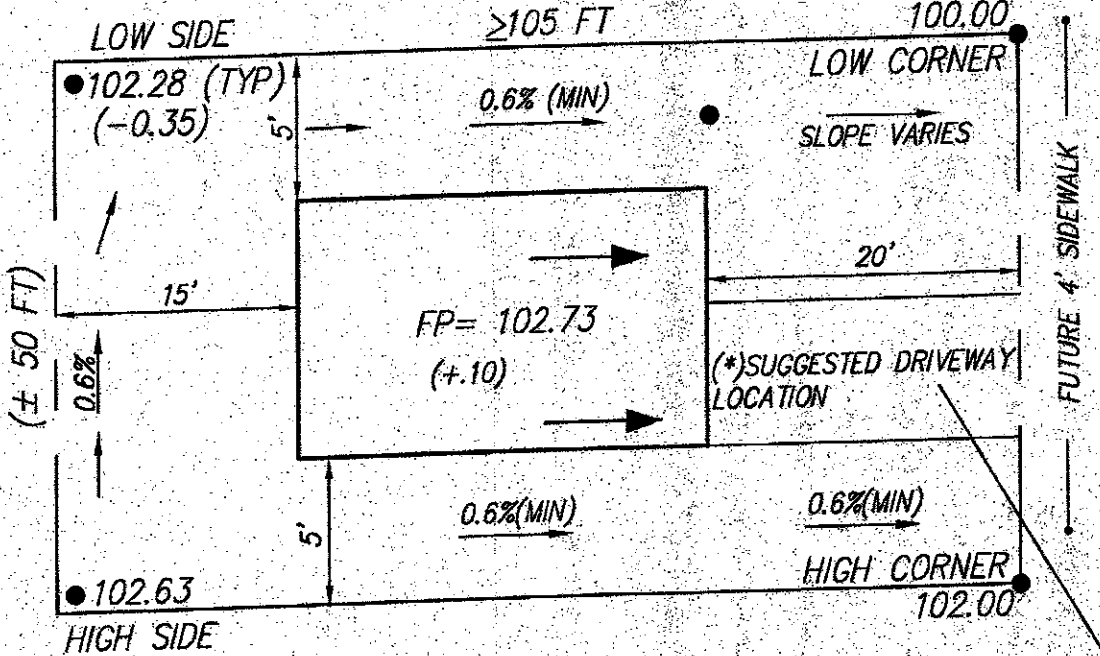 LOW SIDE
≥105 FT
100.00
LOW CORNER
102.28 (TYP)
(-0.35)
5'
0.6% (MIN)
SLOPE VARIES
FUTURE 4' SIDEWALK
(± 50 FT)
0.6%
15'
20'
FP= 102.73
(+.10)
(*)SUGGESTED DRIVEWAY
LOCATION
5'
0.6%(MIN)
0.6%(MIN)
102.63
HIGH SIDE
HIGH CORNER
102.00